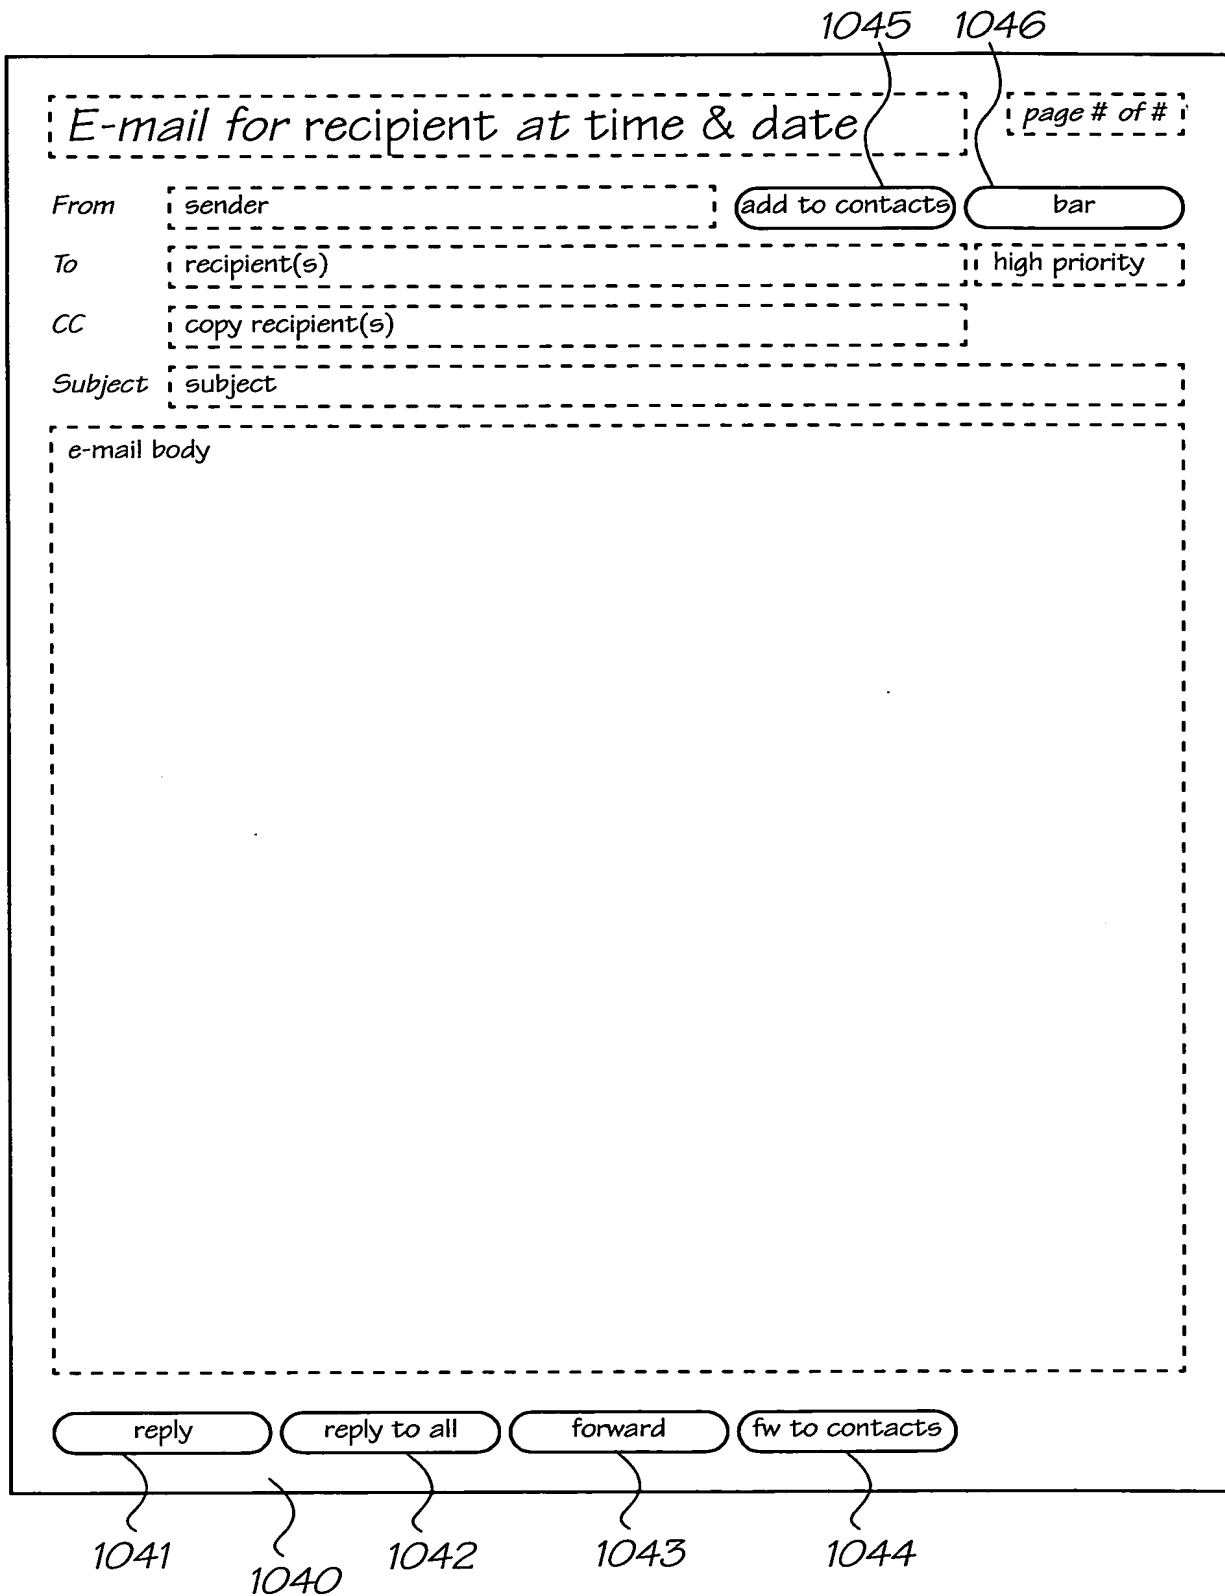 1045 1046
E-mail for recipient at time & date page # of #
From sender add to contacts bar
To recipient(s) high priority
CC copy recipient(s)
Subject subject
e-mail body
reply reply to all forward fw to contacts
1041 1040 1042 1043 1044